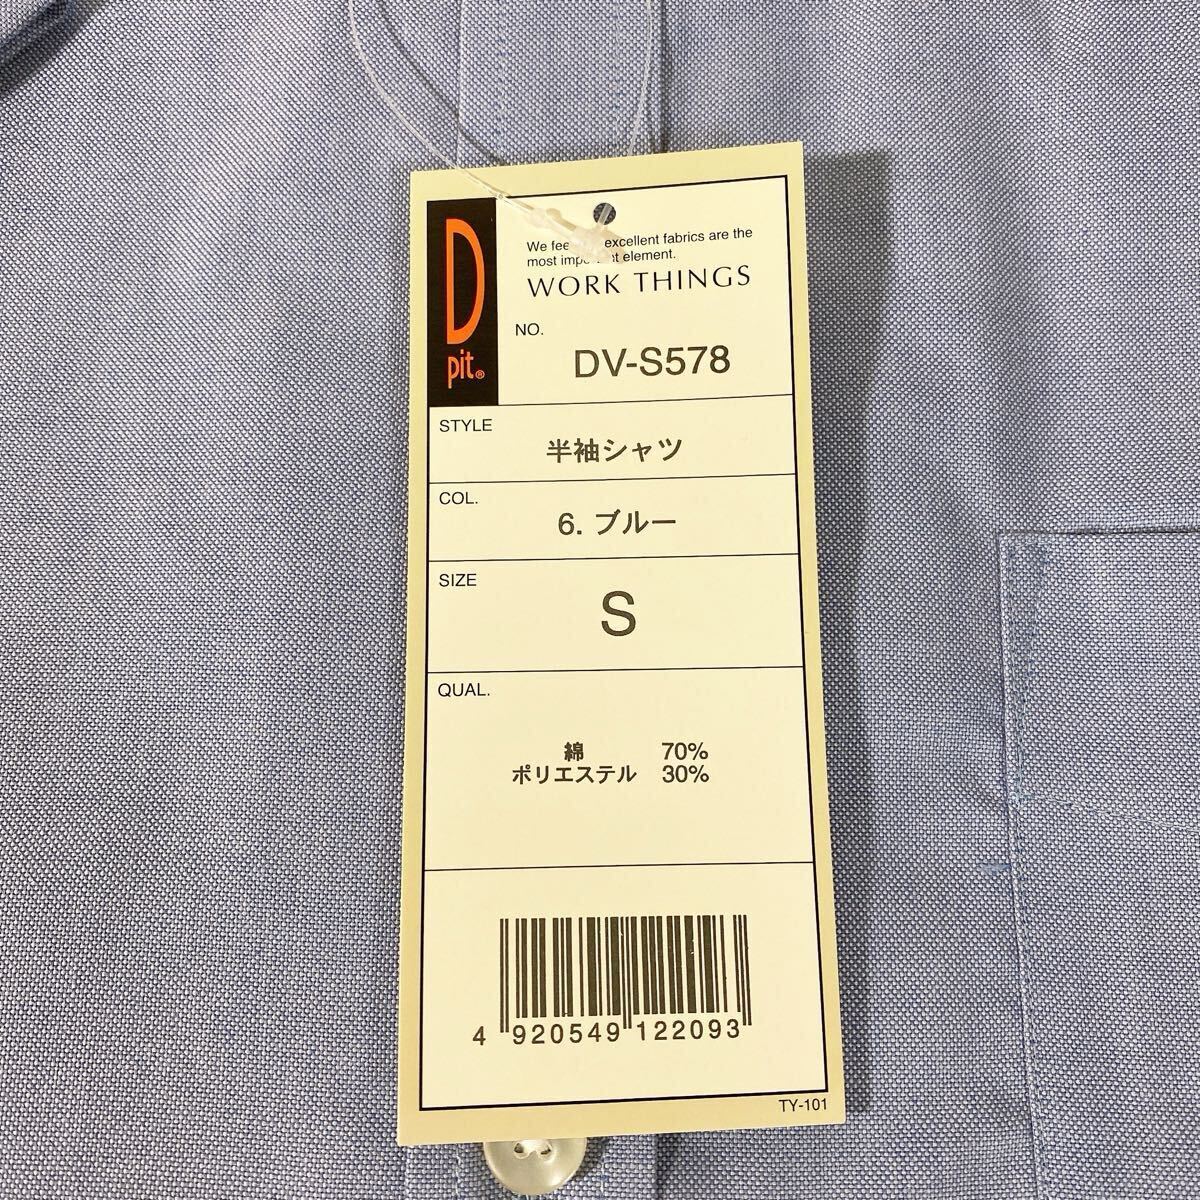 D
pit®
We fee excellent fabrics are the
most element.
WORK THINGS
NO.
DV-S578
STYLE
半袖シャツ
COL.
6. ブルー
SIZE
S
QUAL.
綿 70%
ポリエステル 30%
4 920549 122093
TY-101